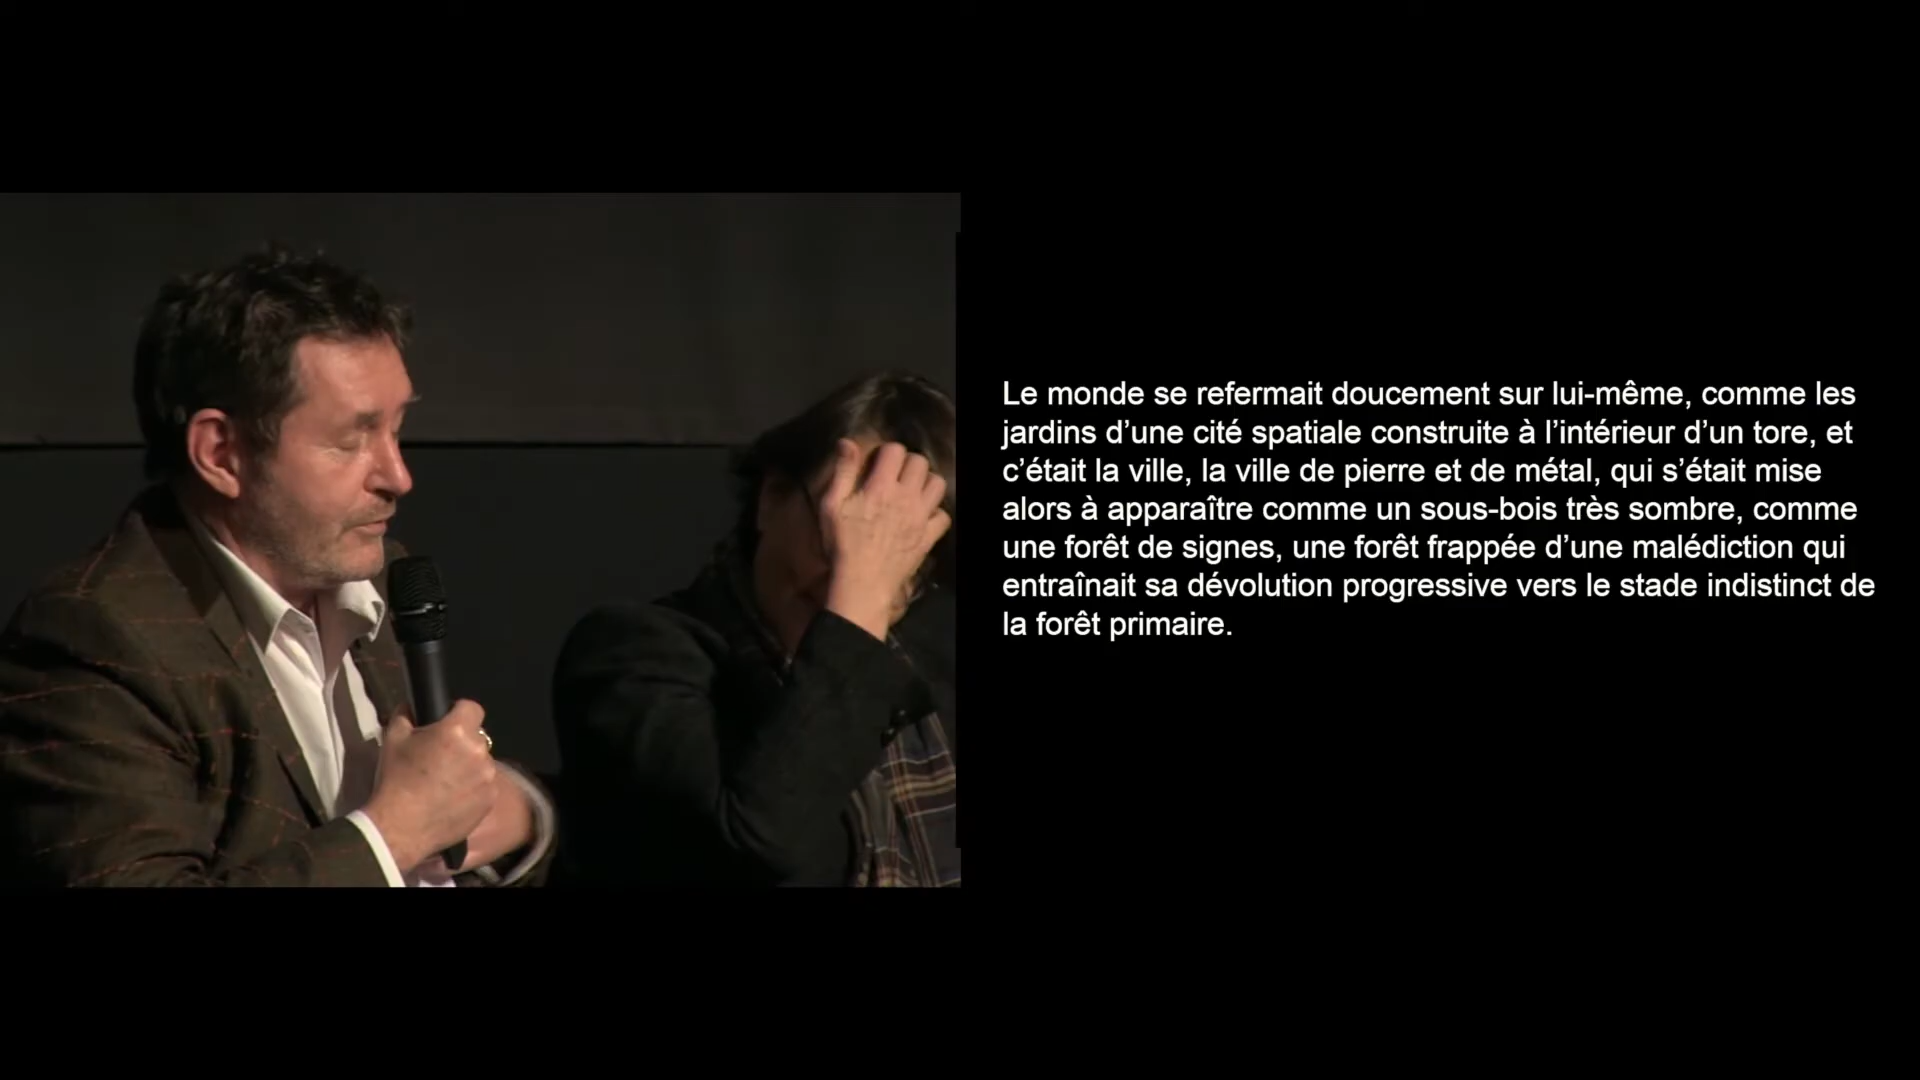 Le monde se refermait doucement sur lui-même, comme les
jardins d’une cité spatiale construite à l’intérieur d’un tore, et
c’était la ville, la ville de pierre et de métal, qui s’était mise
alors à apparaître comme un sous-bois très sombre, comme
une forêt de signes, une forêt frappée d’une malédiction qui
entraînait sa dévolution progressive vers le stade indistinct de
la forêt primaire.